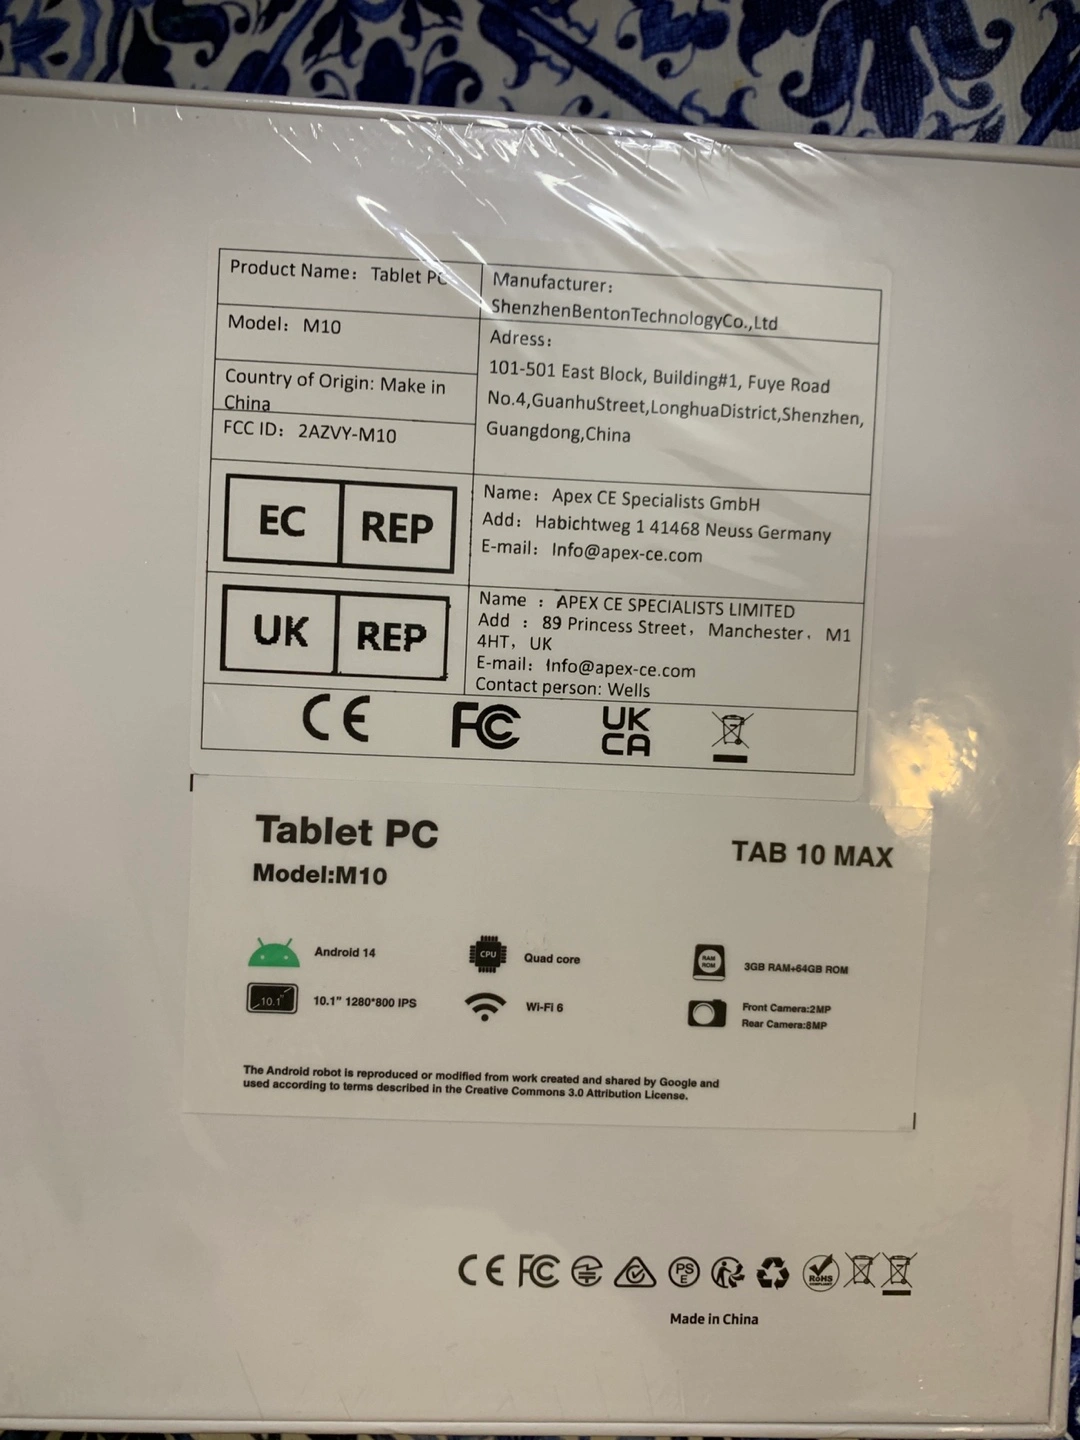 Product Name: Tablet PC
Model: M10
Country of Origin: Make in
China
FCC ID: 2AZVY-M10
Manufacturer:
ShenzhenBentonTechnologyCo.,Ltd
Adress:
101-501 East Block, Building#1, Fuye Road
No.4,GuanhuStreet,LonghuaDistrict,Shenzhen,
Guangdong,China
EC REP
Name: Apex CE Specialists GmbH
Add: Habichtweg 1 41468 Neuss Germany
E-mail: Info@apex-ce.com
UK REP
Name : APEX CE SPECIALISTS LIMITED
Add : 89 Princess Street, Manchester, M1
4HT, UK
E-mail: Info@apex-ce.com
Contact person: Wells
CE FC UK
CA
Tablet PC
Model:M10
TAB 10 MAX
Android 14
CPU
Quad core
RAM
ROM
3GB RAM+64GB ROM
10.1"
10.1" 1280*800 IPS
Wi-Fi 6
Front Camera:2MP
Rear Camera:8MP
The Android robot is reproduced or modified from work created and shared by Google and
used according to terms described in the Creative Commons 3.0 Attribution License.
CE FC PS
E RoHS
Made in China